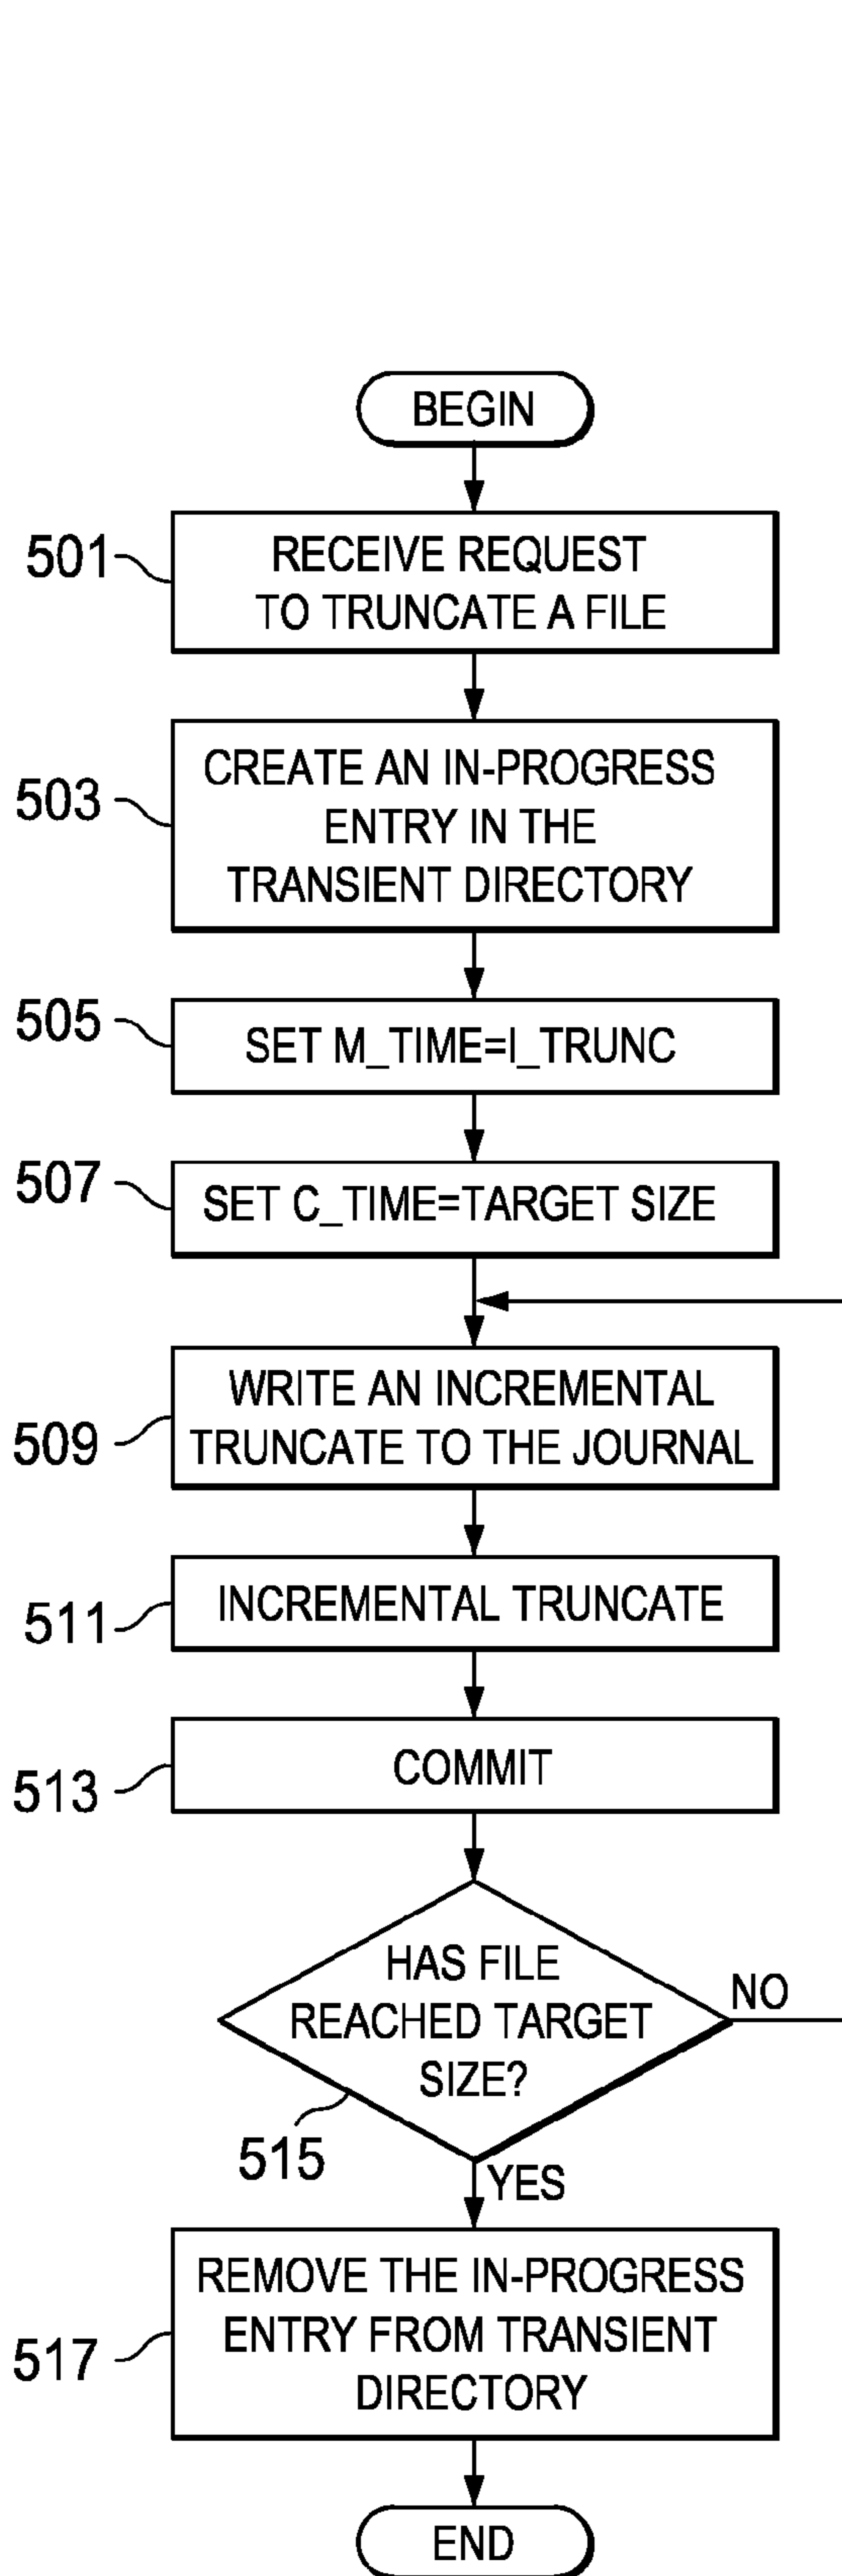 BEGIN
501
RECEIVE REQUEST
TO TRUNCATE A FILE
503
CREATE AN IN-PROGRESS
ENTRY IN THE
TRANSIENT DIRECTORY
505
SET M_TIME=I_TRUNC
507
SET C_TIME=TARGET SIZE
509
WRITE AN INCREMENTAL
TRUNCATE TO THE JOURNAL
511
INCREMENTAL TRUNCATE
513
COMMIT
HAS FILE
REACHED TARGET
SIZE?
NO
515
YES
517
REMOVE THE IN-PROGRESS
ENTRY FROM TRANSIENT
DIRECTORY
END